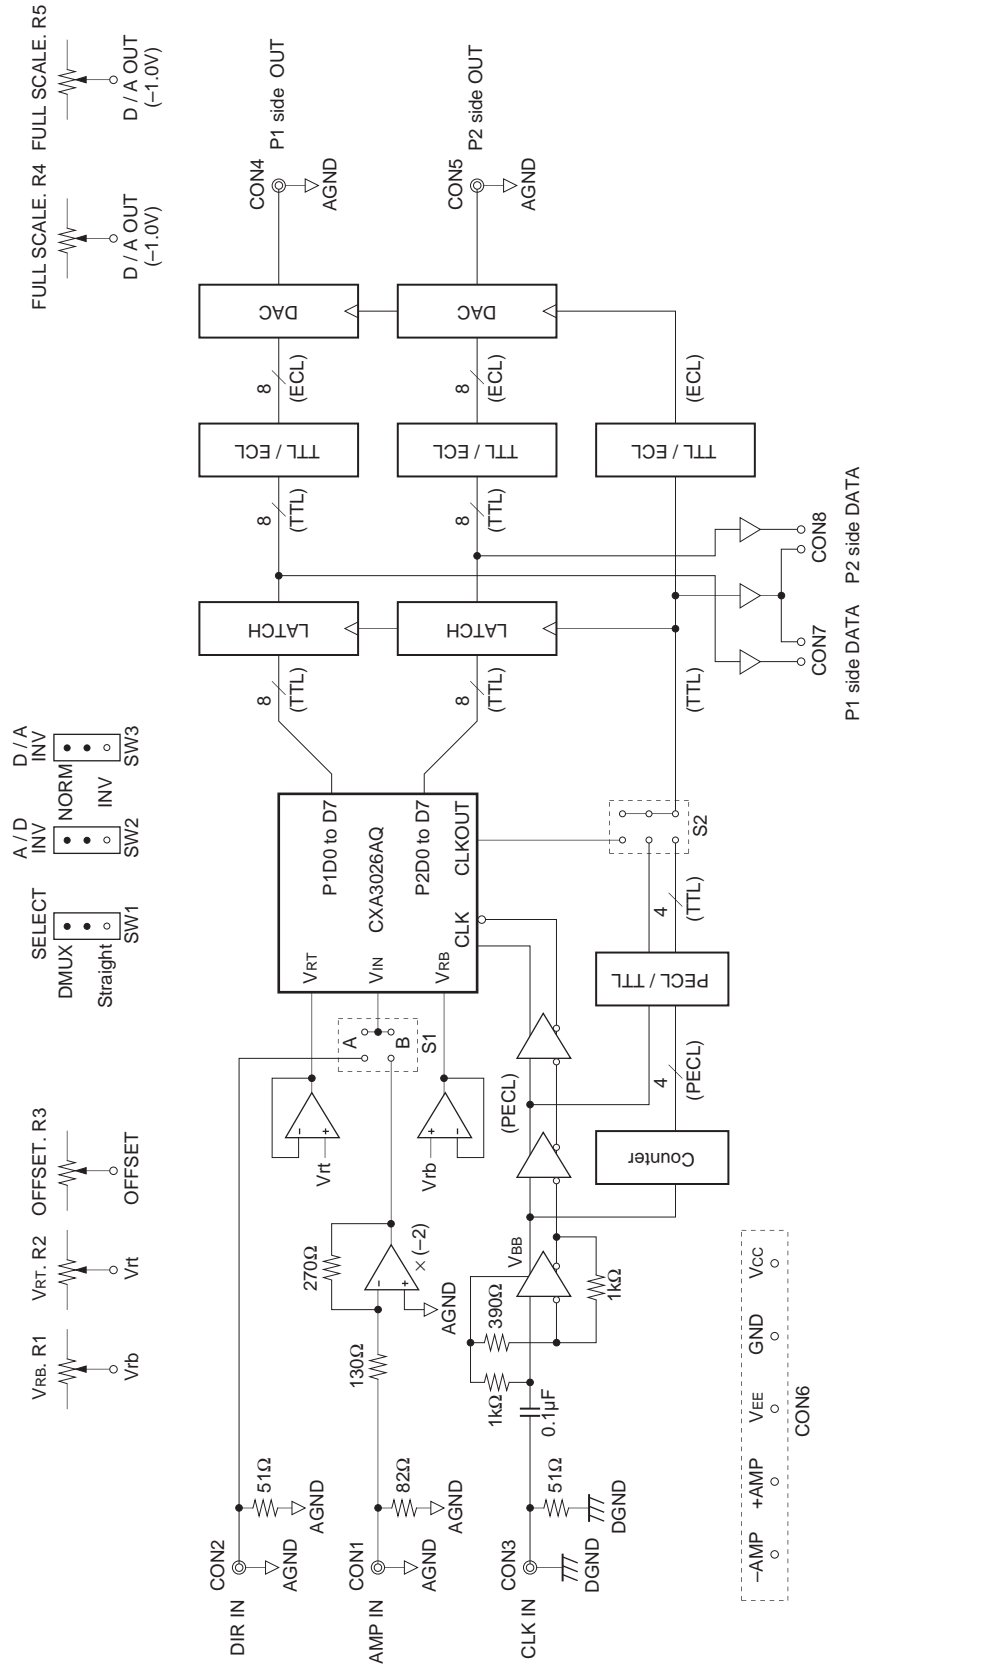 VRB. R1
Vrb
VRT. R2
Vrt
OFFSET. R3
OFFSET
SELECT
DMUX
Straight
SW1
A / D
INV
SW2
D / A
INV
NORM
INV
SW3
FULL SCALE. R4
D / A OUT
(–1.0V)
FULL SCALE. R5
D / A OUT
(–1.0V)
DIR IN
CON2
AGND
51Ω
AGND
AMP IN
CON1
AGND
82Ω
AGND
130Ω
270Ω
× (–2)
AGND
– +
Vrt
– +
Vrb
+ –
A
B
S1
VRT
VIN
VRB
CXA3026AQ
P1D0 to D7
P2D0 to D7
CLK
CLKOUT
8
(TTL)
LATCH
8
(TTL)
TTL / ECL
8
(ECL)
DAC
CON4
P1 side OUT
AGND
8
(TTL)
LATCH
8
(TTL)
TTL / ECL
8
(ECL)
DAC
CON5
P2 side OUT
AGND
CLK IN
CON3
DGND
51Ω
DGND
0.1µF
1kΩ
390Ω
VBB
1kΩ
(PECL)
Counter
4
(PECL)
PECL / TTL
4
(TTL)
S2
(TTL)
TTL / ECL
(ECL)
CON7
P1 side DATA
CON8
P2 side DATA
–AMP
+AMP
VEE
GND
VCC
CON6